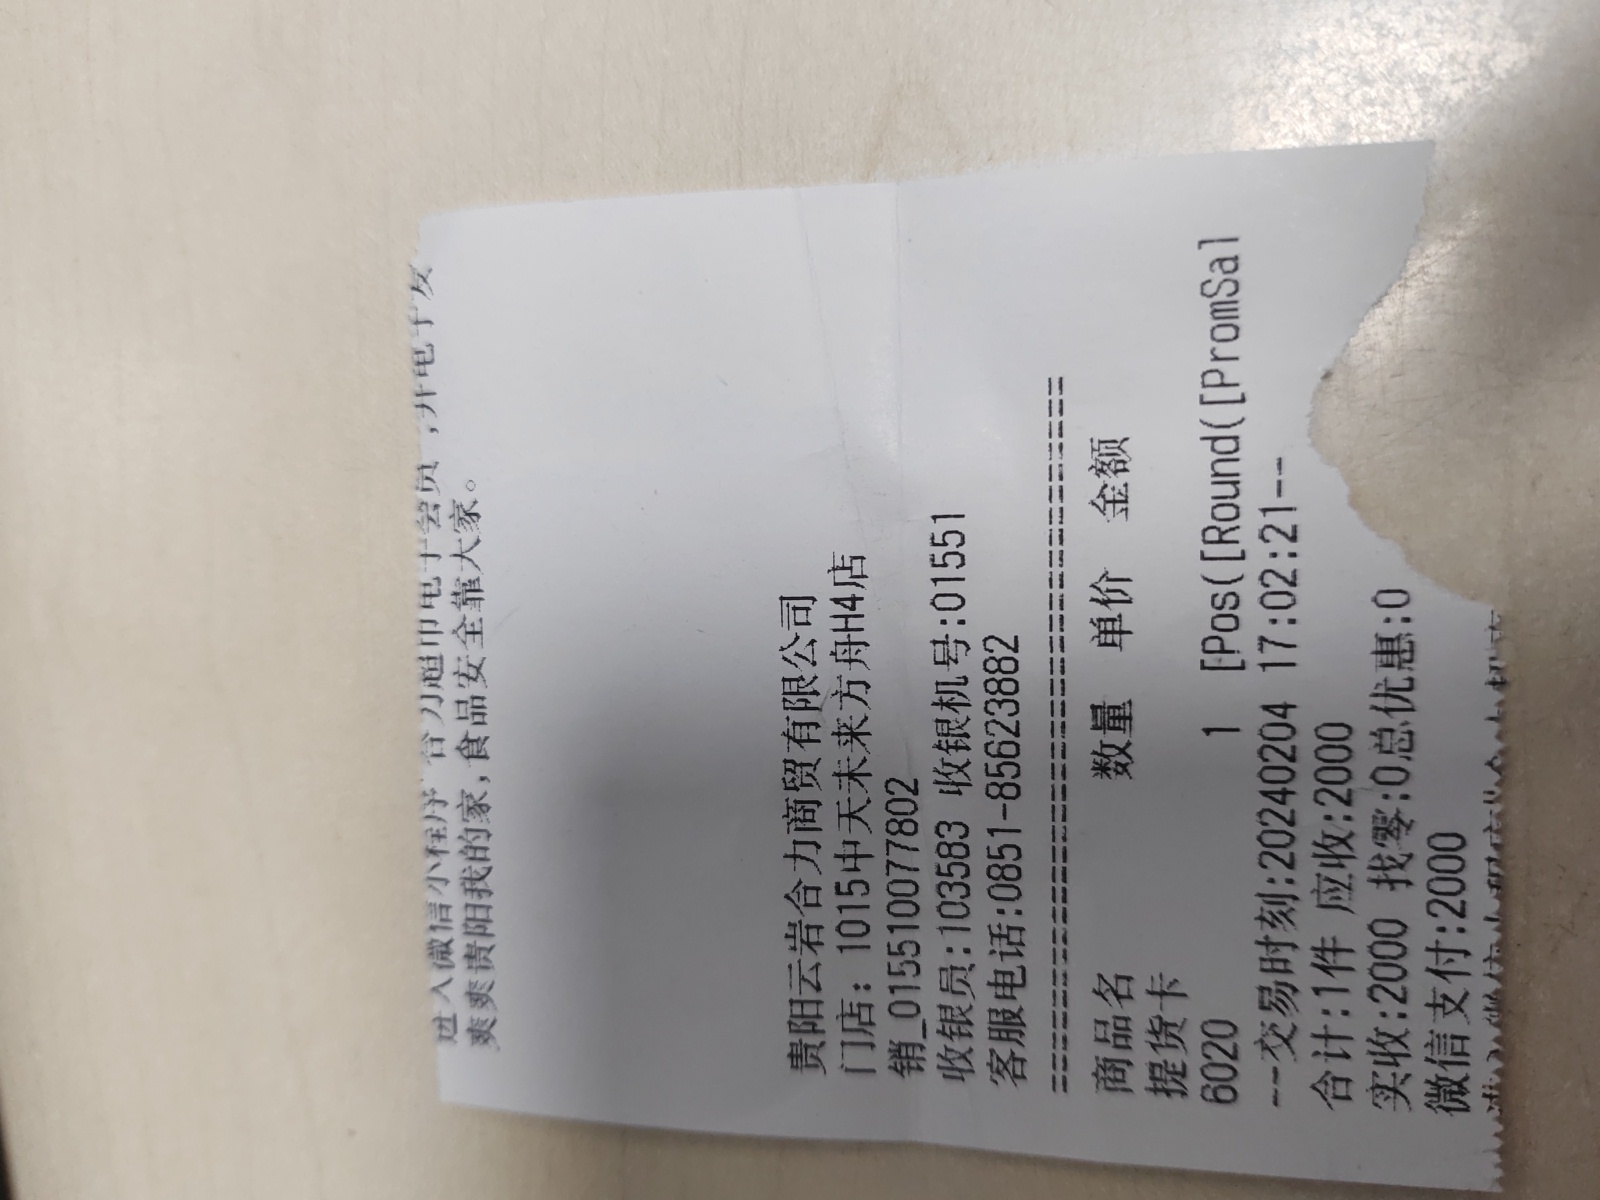 进入微信小程序"合力超市电子会员,开电子发
爽爽贵阳我的家,食品安全靠大家。
贵阳云岩合力商贸有限公司
门店: 1015中天未来方舟H4店
销_015510077802
收银员:103583 收银机号:01551
客服电话:0851-85623882
========================================
商品名 数量 单价 金额
提货卡
6020 1 [Pos([Round([PromSal
--交易时刻:20240204 17:02:21--
合计:1件 应收:2000
实收:2000 找零:0总优惠:0
微信支付:2000